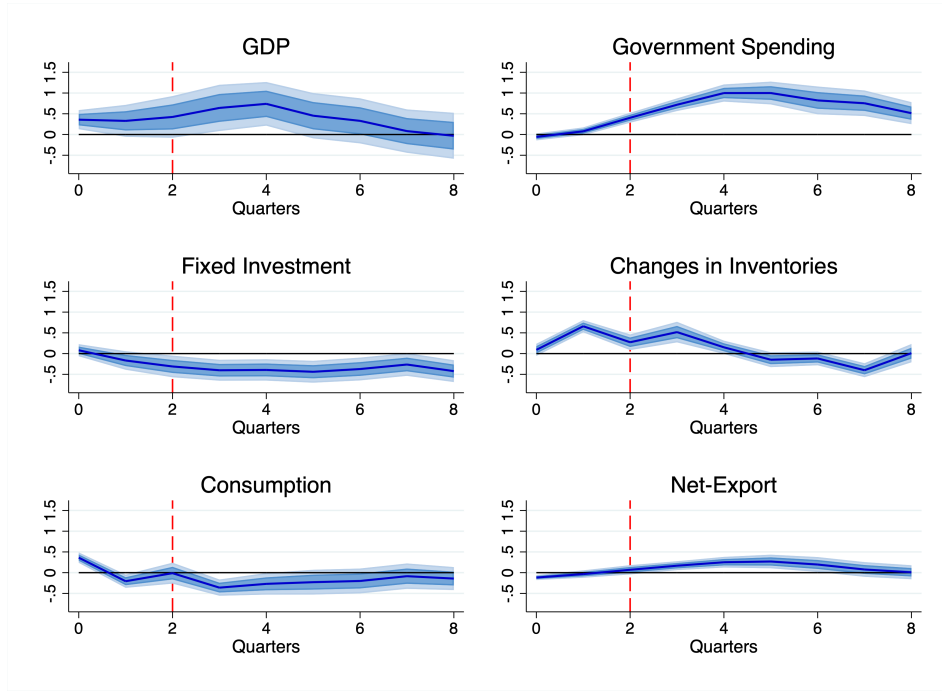 GDP
1.5
1
.5
0
-.5
0 2 4 6 8
Quarters
Government Spending
1.5
1
.5
0
-.5
0 2 4 6 8
Quarters
Fixed Investment
1.5
1
.5
0
-.5
0 2 4 6 8
Quarters
Changes in Inventories
1.5
1
.5
0
-.5
0 2 4 6 8
Quarters
Consumption
1.5
1
.5
0
-.5
0 2 4 6 8
Quarters
Net-Export
1.5
1
.5
0
-.5
0 2 4 6 8
Quarters